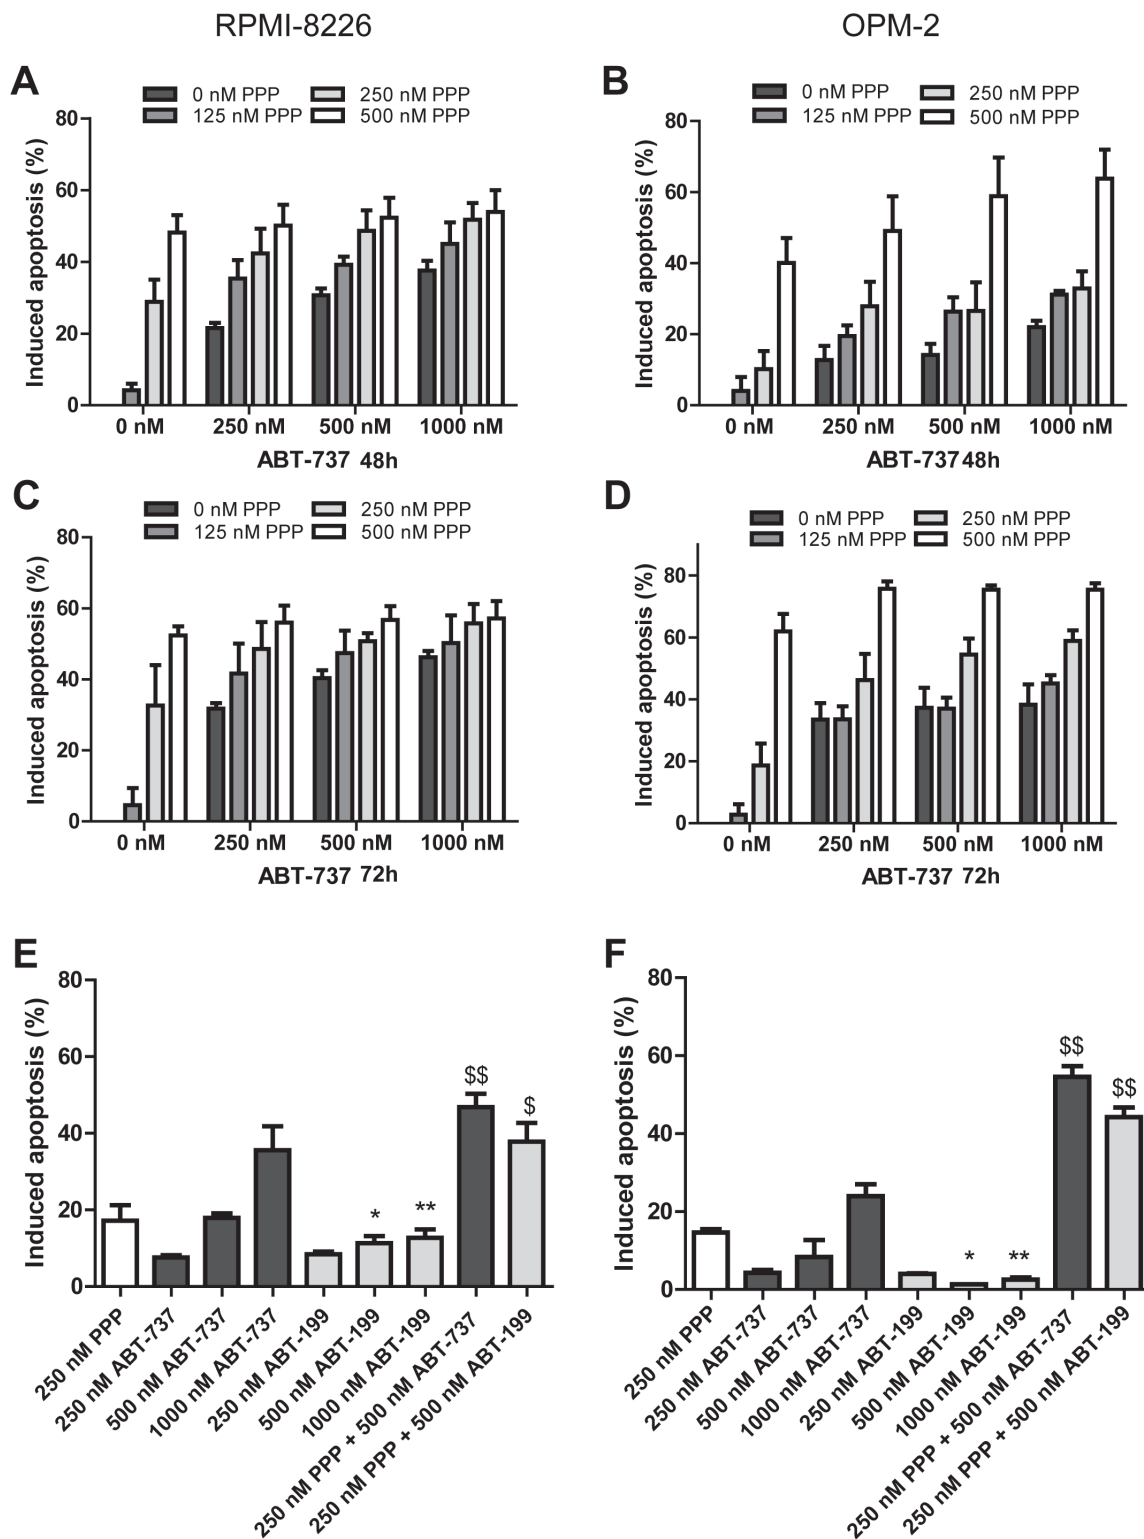 RPMI-8226
OPM-2
A
0 nM PPP
250 nM PPP
125 nM PPP
500 nM PPP
Induced apoptosis (%)
80
60
40
20
0
0 nM
250 nM
500 nM
1000 nM
ABT-737 48h
B
0 nM PPP
250 nM PPP
125 nM PPP
500 nM PPP
Induced apoptosis (%)
80
60
40
20
0
0 nM
250 nM
500 nM
1000 nM
ABT-737 48h
C
0 nM PPP
250 nM PPP
125 nM PPP
500 nM PPP
Induced apoptosis (%)
80
60
40
20
0
0 nM
250 nM
500 nM
1000 nM
ABT-737 72h
D
0 nM PPP
250 nM PPP
125 nM PPP
500 nM PPP
Induced apoptosis (%)
80
60
40
20
0
0 nM
250 nM
500 nM
1000 nM
ABT-737 72h
E
Induced apoptosis (%)
80
60
40
20
0
*
**
$$
$
250 nM PPP
250 nM ABT-737
500 nM ABT-737
1000 nM ABT-737
250 nM ABT-199
500 nM ABT-199
1000 nM ABT-199
250 nM PPP + 500 nM ABT-737
250 nM PPP + 500 nM ABT-199
F
Induced apoptosis (%)
80
60
40
20
0
*
**
$$
$$
250 nM PPP
250 nM ABT-737
500 nM ABT-737
1000 nM ABT-737
250 nM ABT-199
500 nM ABT-199
1000 nM ABT-199
250 nM PPP + 500 nM ABT-737
250 nM PPP + 500 nM ABT-199